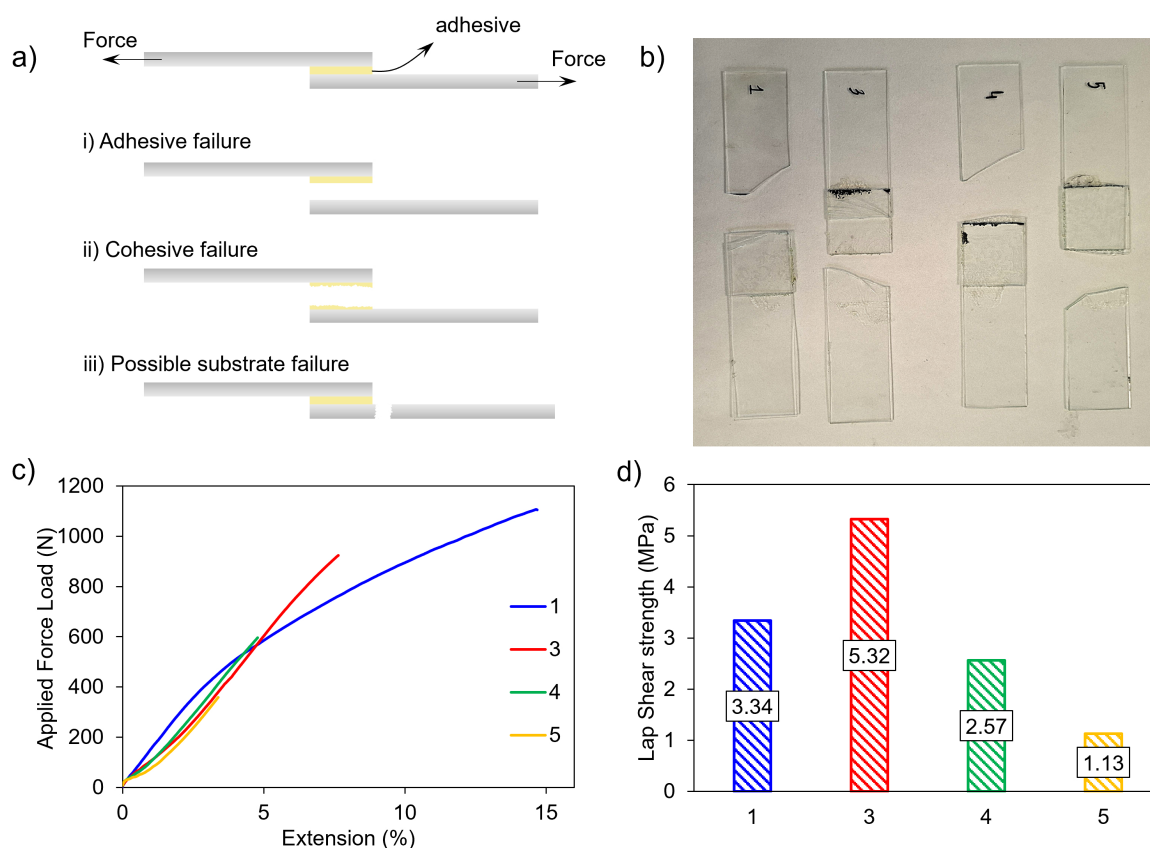 a)
Force
adhesive
Force
i) Adhesive failure
ii) Cohesive failure
iii) Possible substrate failure
b)
1
3
4
5
c)
Applied Force Load (N)
1200
1000
800
600
400
200
0
0
5
10
15
Extension (%)
1
3
4
5
d)
Lap Shear strength (MPa)
6
5
4
3
2
1
0
3.34
5.32
2.57
1.13
1
3
4
5